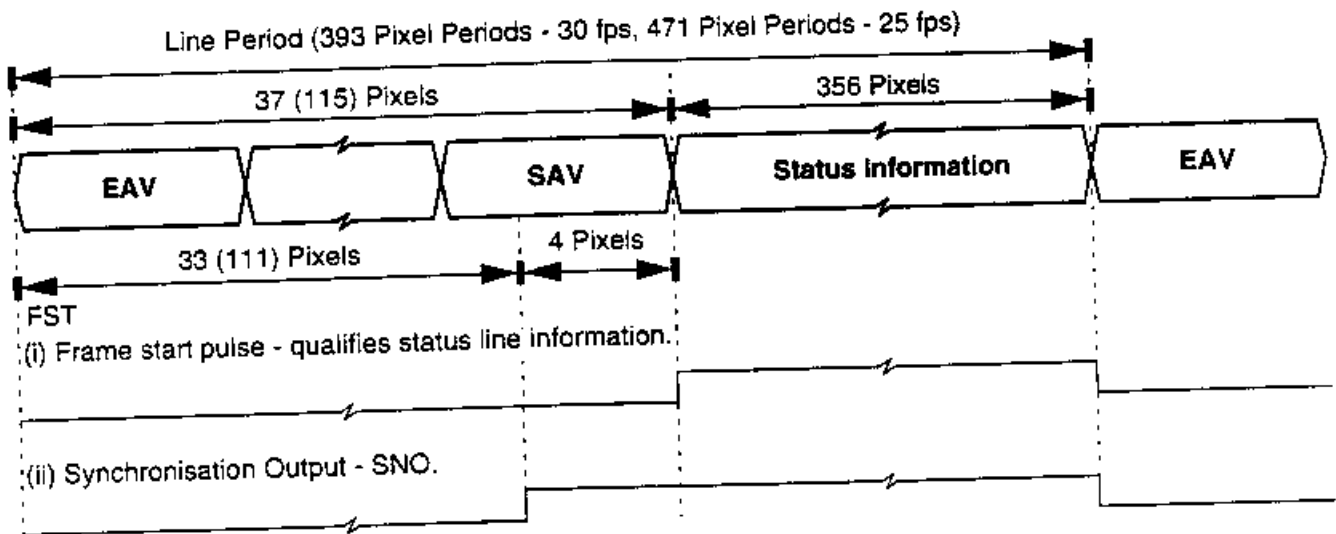 Line Period (393 Pixel Periods - 30 fps, 471 Pixel Periods - 25 fps)
37 (115) Pixels
356 Pixels
EAV
SAV
Status information
EAV
33 (111) Pixels
4 Pixels
FST
(i) Frame start pulse - qualifies status line information.
(ii) Synchronisation Output - SNO.